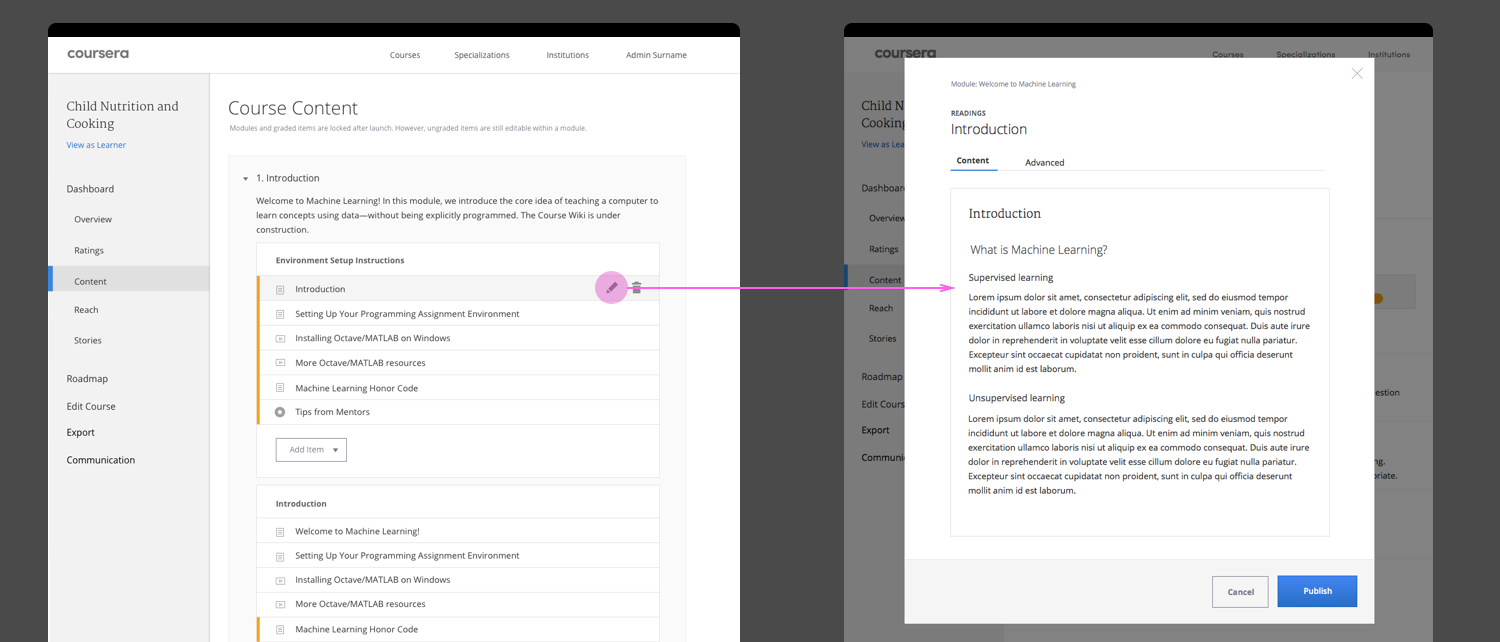 coursera
Courses
Specializations
Institutions
Admin Surname
Child Nutrition and
Cooking
View as Learner
Dashboard
Overview
Ratings
Content
Reach
Stories
Roadmap
Edit Course
Export
Communication
Course Content
Modules and graded items are locked after launch. However, ungraded items are still editable within a module.
1. Introduction
Welcome to Machine Learning! In this module, we introduce the core idea of teaching a computer to
learn concepts using data—without being explicitly programmed. The Course Wiki is under
construction.
Environment Setup Instructions
Introduction
Setting Up Your Programming Assignment Environment
Installing Octave/MATLAB on Windows
More Octave/MATLAB resources
Machine Learning Honor Code
Tips from Mentors
Add Item
Introduction
Welcome to Machine Learning!
Setting Up Your Programming Assignment Environment
Installing Octave/MATLAB on Windows
More Octave/MATLAB resources
Machine Learning Honor Code
coursera
Courses
Specializations
Institutions
Child N
Cooking
View as Lea
Dashboar
Overview
Ratings
Content
Reach
Stories
Roadmap
Edit Cours
Export
Communi
Module: Welcome to Machine Learning
READINGS
Introduction
Content
Advanced
Introduction
What is Machine Learning?
Supervised learning
Lorem ipsum dolor sit amet, consectetur adipiscing elit, sed do eiusmod tempor
incididunt ut labore et dolore magna aliqua. Ut enim ad minim veniam, quis nostrud
exercitation ullamco laboris nisi ut aliquip ex ea commodo consequat. Duis aute irure
dolor in reprehenderit in voluptate velit esse cillum dolore eu fugiat nulla pariatur.
Excepteur sint occaecat cupidatat non proident, sunt in culpa qui officia deserunt
mollit anim id est laborum.
Unsupervised learning
Lorem ipsum dolor sit amet, consectetur adipiscing elit, sed do eiusmod tempor
incididunt ut labore et dolore magna aliqua. Ut enim ad minim veniam, quis nostrud
exercitation ullamco laboris nisi ut aliquip ex ea commodo consequat. Duis aute irure
dolor in reprehenderit in voluptate velit esse cillum dolore eu fugiat nulla pariatur.
Excepteur sint occaecat cupidatat non proident, sunt in culpa qui officia deserunt
mollit anim id est laborum.
estion
ng.
oriate.
Cancel
Publish